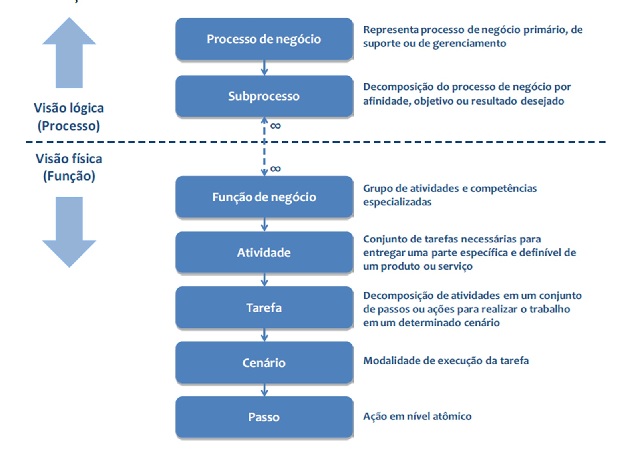 Processo de negócio
Representa processo de negócio primário, de
suporte ou de gerenciamento
Subprocesso
Decomposição do processo de negócio por
afinidade, objetivo ou resultado desejado
Visão lógica
(Processo)
∞
Visão física
(Função)
∞
Função de negócio
Grupo de atividades e competências
especializadas
Atividade
Conjunto de tarefas necessárias para
entregar uma parte específica e definível de
um produto ou serviço
Tarefa
Decomposição de atividades em um conjunto
de passos ou ações para realizar o trabalho
em um determinado cenário
Cenário
Modalidade de execução da tarefa
Passo
Ação em nível atômico